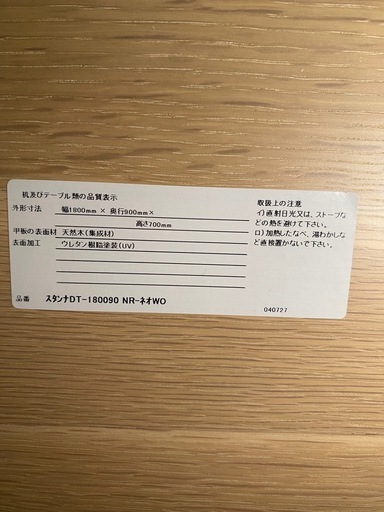 机及びテーブル類の品質表示
外形寸法 幅1800mm × 奥行900mm×
高さ700mm
甲板の表面材 天然木(集成材)
表面加工 ウレタン樹脂塗装(UV)
品番 スタンナDT-180090 NR-ネオWO
取扱上の注意
イ)直射日光又は、ストーブな
どの熱を避けて下さい。
ロ)加熱したなべ、湯わかしな
ど直接置かないで下さい。
040727